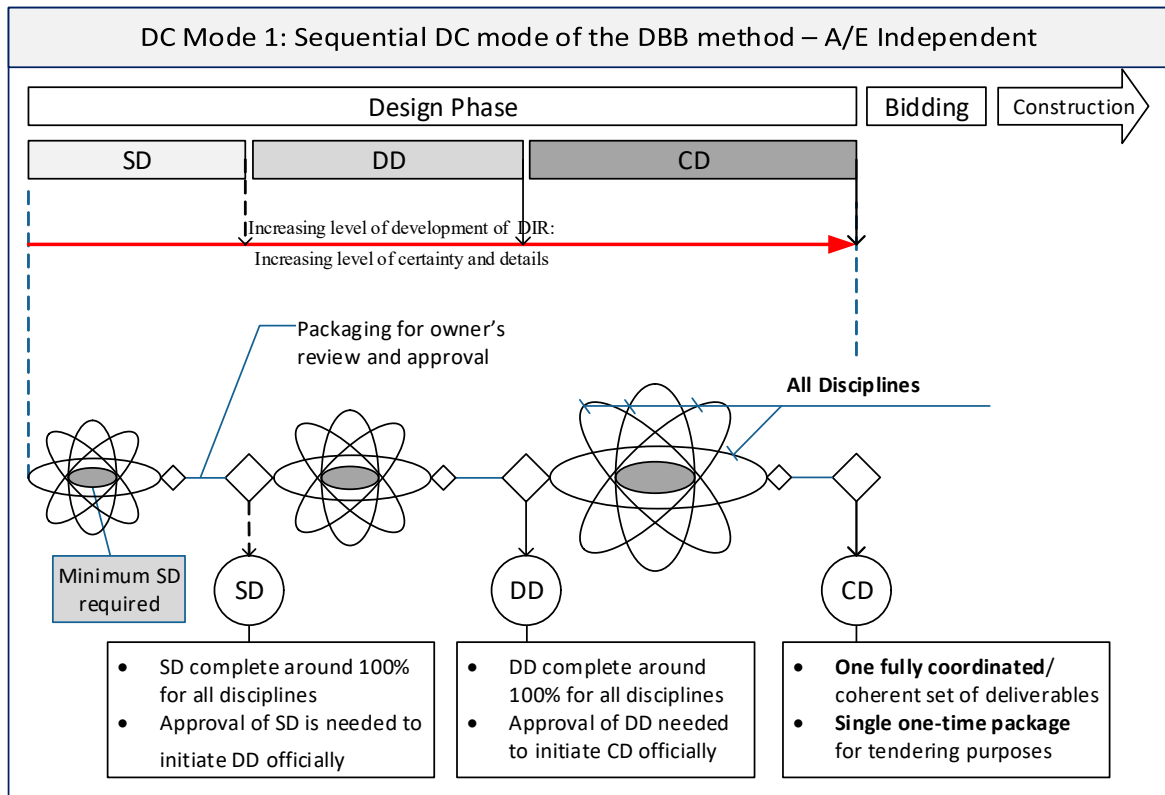 DC Mode 1: Sequential DC mode of the DBB method – A/E Independent
Design Phase
Bidding
Construction
SD
DD
CD
Increasing level of development of DIR:
Increasing level of certainty and details
Packaging for owner's
review and approval
All Disciplines
Minimum SD
required
SD
DD
CD
• SD complete around 100%
for all disciplines
• Approval of SD is needed to
initiate DD officially
• DD complete around
100% for all disciplines
• Approval of DD needed
to initiate CD officially
• One fully coordinated/
coherent set of deliverables
• Single one-time package
for tendering purposes